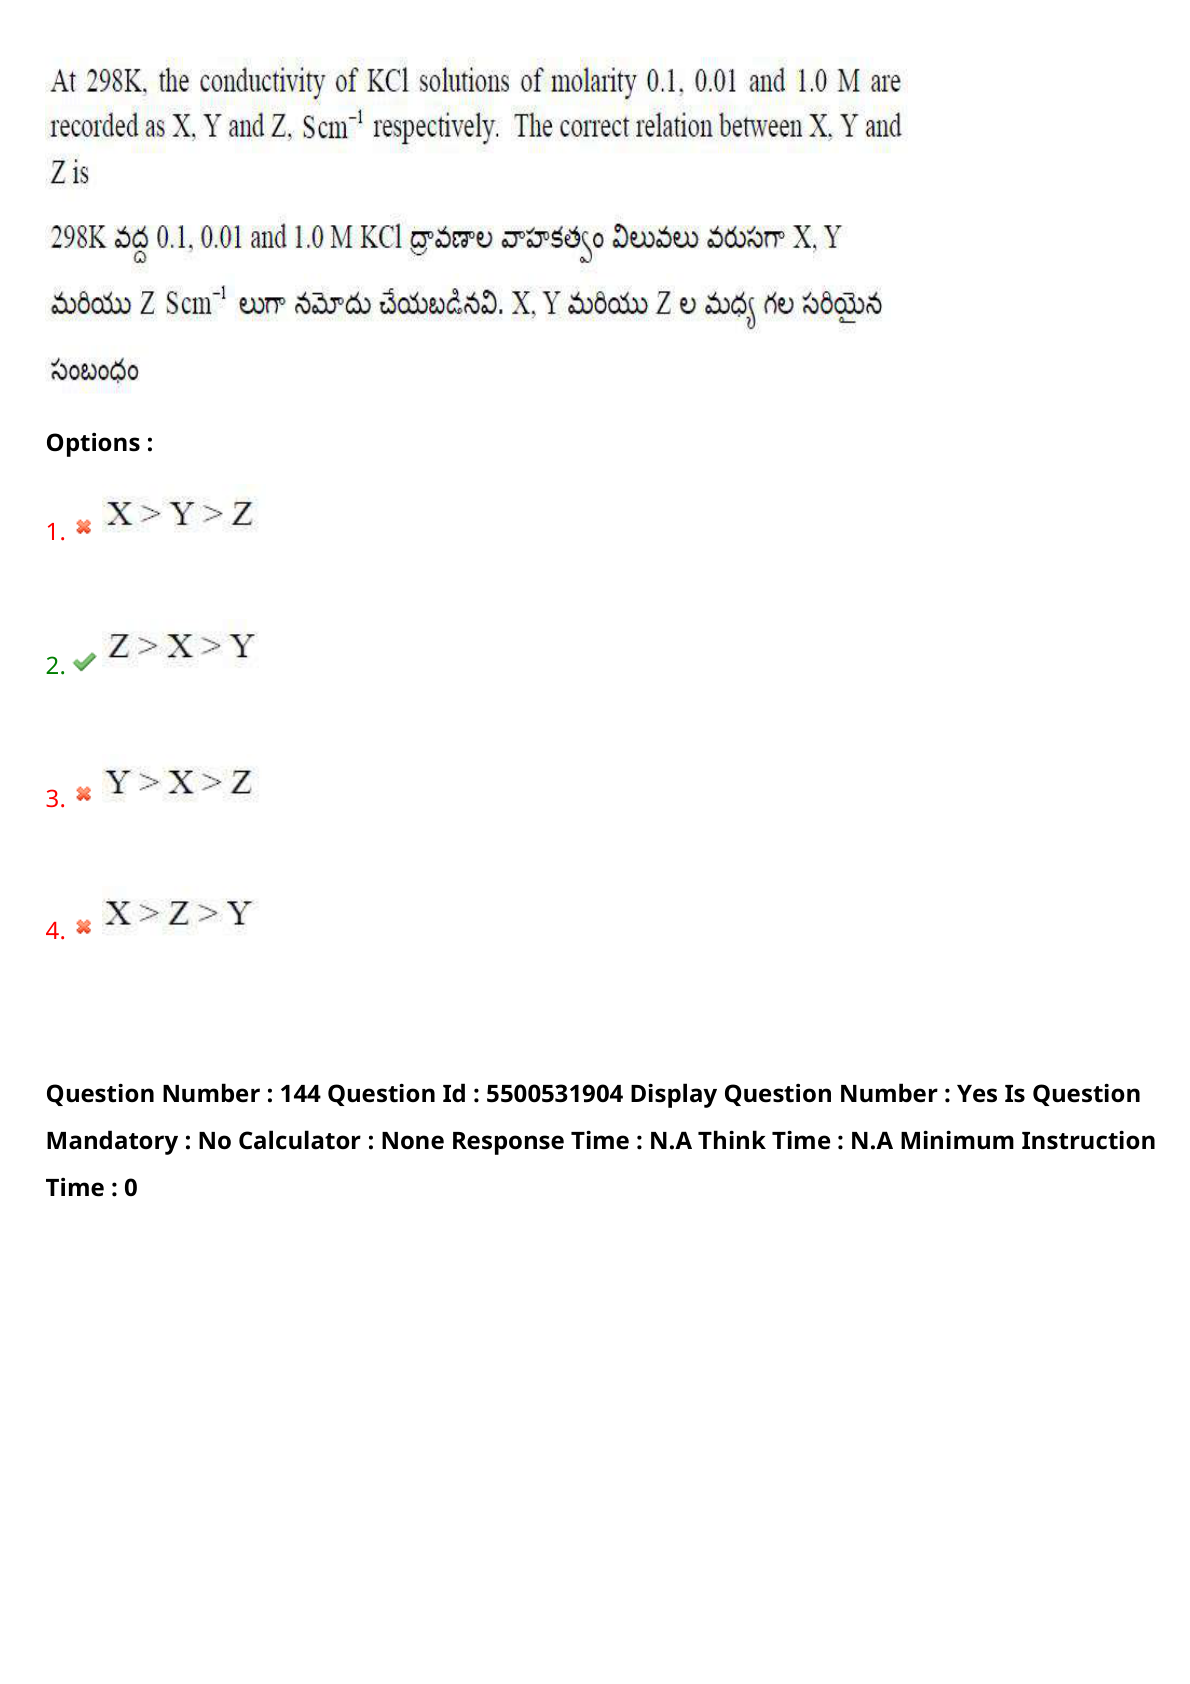 At 298K, the conductivity of KCl solutions of molarity 0.1, 0.01 and 1.0 M are
recorded as X, Y and Z, Scm⁻¹ respectively. The correct relation between X, Y and
Z is
298K వద్ద 0.1, 0.01 and 1.0 M KCl ద్రావణాల వాహకత్వం విలువలు వరుసగా X, Y
మరియు Z Scm⁻¹ లుగా నమోదు చేయబడినవి. X, Y మరియు Z ల మధ్య గల సరియైన
సంబంధం
Options :
1. X > Y > Z
2. Z > X > Y
3. Y > X > Z
4. X > Z > Y
Question Number : 144 Question Id : 5500531904 Display Question Number : Yes Is Question
Mandatory : No Calculator : None Response Time : N.A Think Time : N.A Minimum Instruction
Time : 0